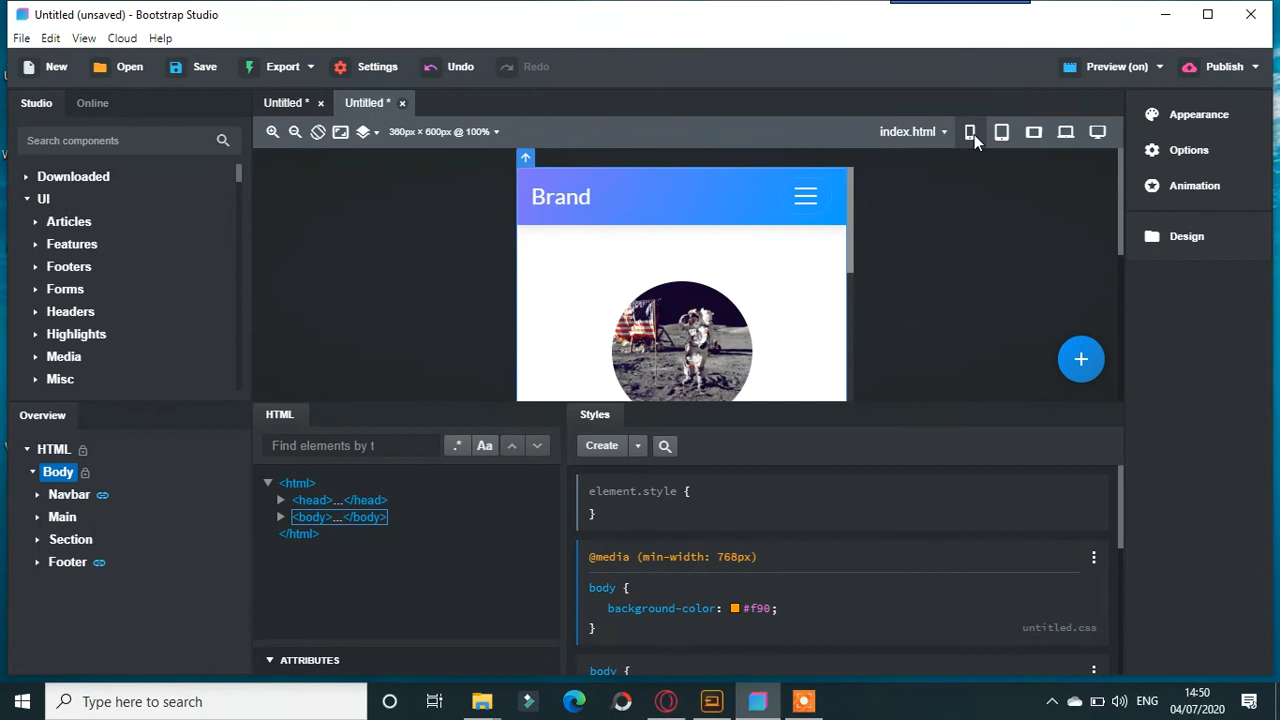 Untitled (unsaved) - Bootstrap Studio
File Edit View Cloud Help
New Open Save Export Settings Undo Redo Preview (on) Publish
Studio Online
Untitled * × Untitled * ×
Search components
360px × 600px @ 100%
index.html
Downloaded
UI
Articles
Features
Footers
Forms
Headers
Highlights
Media
Misc
Brand
Appearance
Options
Animation
Design
+
Overview
HTML
Body
Navbar
Main
Section
Footer
HTML
Find elements by t
.* Aa
<html>
<head>...</head>
<body>...</body>
</html>
ATTRIBUTES
Styles
Create
element.style {
}
@media (min-width: 768px)
body {
background-color: #f90;
}
untitled.css
body {
Type here to search
ENG
14:50
04/07/2020